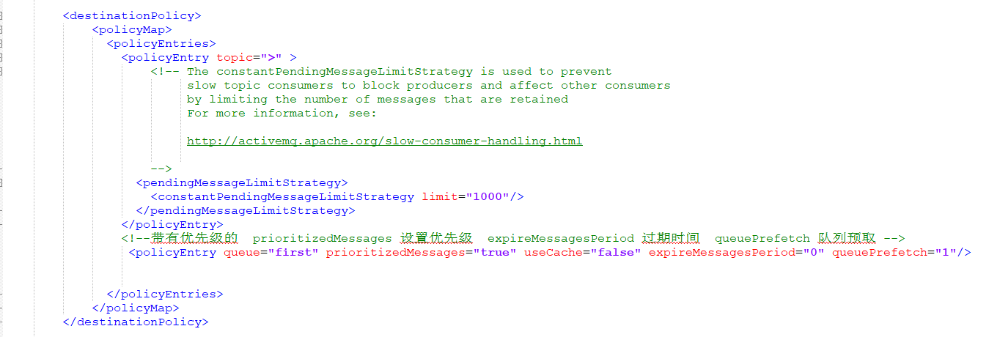 <destinationPolicy>
<policyMap>
<policyEntries>
<policyEntry topic=">" >
<!-- The constantPendingMessageLimitStrategy is used to prevent
slow topic consumers to block producers and affect other consumers
by limiting the number of messages that are retained
For more information, see:
http://activemq.apache.org/slow-consumer-handling.html
-->
<pendingMessageLimitStrategy>
<constantPendingMessageLimitStrategy limit="1000"/>
</pendingMessageLimitStrategy>
</policyEntry>
<!--带有优先级的 prioritizedMessages 设置优先级 expireMessagesPeriod 过期时间 queuePrefetch 队列预取 -->
<policyEntry queue="first" prioritizedMessages="true" useCache="false" expireMessagesPeriod="0" queuePrefetch="1"/>
</policyEntries>
</policyMap>
</destinationPolicy>